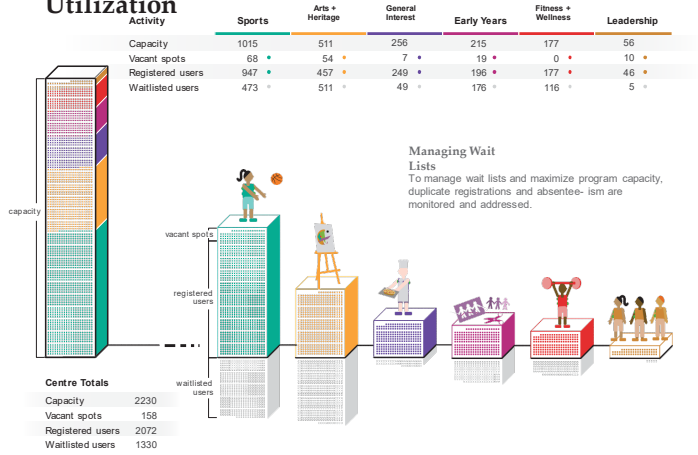 Utilization
Activity Sports Arts + Heritage General Interest Early Years Fitness + Wellness Leadership
Capacity 1015 511 256 215 177 56
Vacant spots 68 54 7 19 0 10
Registered users 947 457 249 196 177 46
Waitlisted users 473 511 49 176 116 5
Managing Wait
Lists
To manage wait lists and maximize program capacity,
duplicate registrations and absentee- ism are
monitored and addressed.
capacity
vacant spots
registered
users
waitlisted
users
Centre Totals
Capacity 2230
Vacant spots 158
Registered users 2072
Waitlisted users 1330